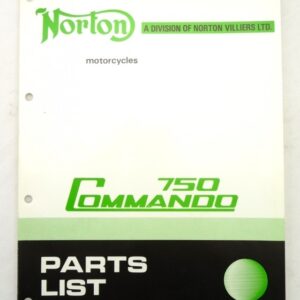 Norton
A DIVISION OF NORTON VILLIERS LTD.
motorcycles
750
COMMANDO
PARTS
LIST